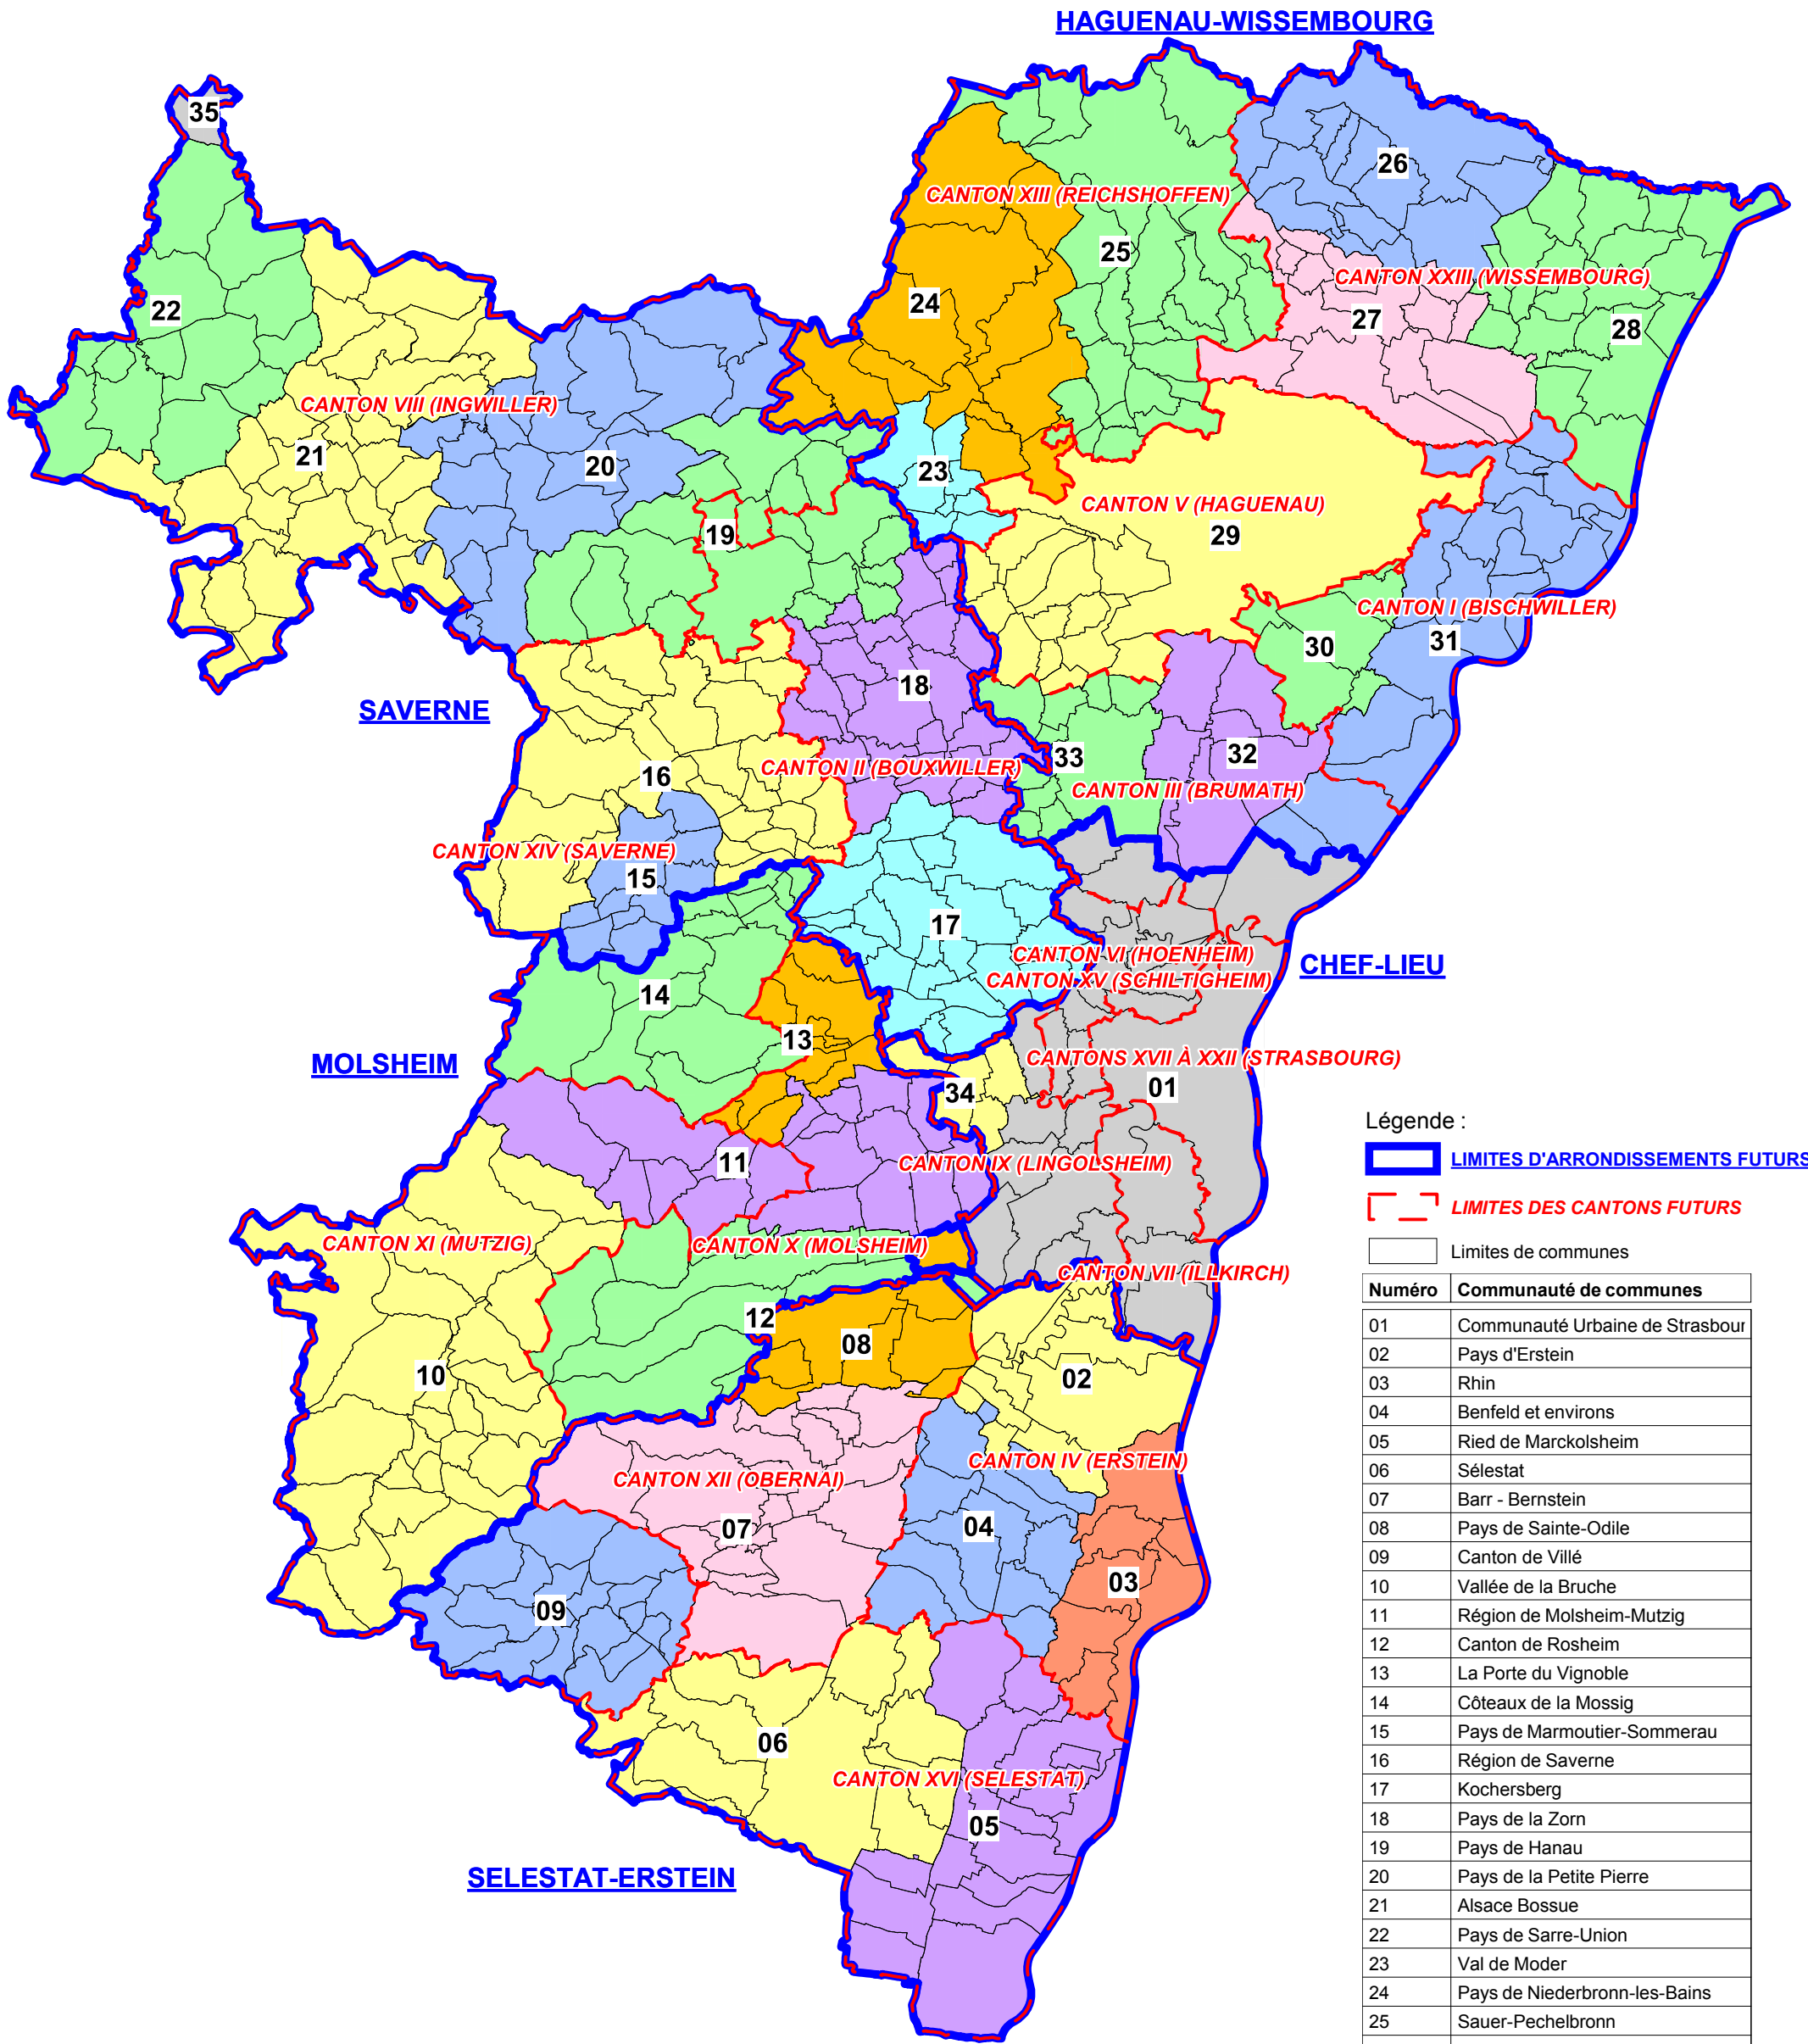 HAGUENAU-WISSEMBOURG
35
26
CANTON XIII (REICHSHOFFEN)
25
CANTON XXIII (WISSEMBOURG)
22
24
27
28
CANTON VIII (INGWILLER)
21
20
23
CANTON V (HAGUENAU)
19
29
CANTON I (BISCHWILLER)
30
31
SAVERNE
18
16
CANTON II (BOUXWILLER)
33
32
CANTON III (BRUMATH)
CANTON XIV (SAVERNE)
15
17
CANTON VI (HOENHEIM)
CHEF-LIEU
CANTON XV (SCHILTIGHEIM)
14
13
MOLSHEIM
CANTONS XVII À XXII (STRASBOURG)
34
01
11
CANTON IX (LINGOLSHEIM)
CANTON XI (MUTZIG)
CANTON X (MOLSHEIM)
CANTON VII (ILLKIRCH)
12
08
10
02
CANTON XII (OBERNAI)
CANTON IV (ERSTEIN)
07
04
03
09
06
CANTON XVI (SELESTAT)
05
SELESTAT-ERSTEIN
Légende :
LIMITES D'ARRONDISSEMENTS FUTURS
LIMITES DES CANTONS FUTURS
Limites de communes
Numéro Communauté de communes
01 Communauté Urbaine de Strasbour
02 Pays d'Erstein
03 Rhin
04 Benfeld et environs
05 Ried de Marckolsheim
06 Sélestat
07 Barr - Bernstein
08 Pays de Sainte-Odile
09 Canton de Villé
10 Vallée de la Bruche
11 Région de Molsheim-Mutzig
12 Canton de Rosheim
13 La Porte du Vignoble
14 Côteaux de la Mossig
15 Pays de Marmoutier-Sommerau
16 Région de Saverne
17 Kochersberg
18 Pays de la Zorn
19 Pays de Hanau
20 Pays de la Petite Pierre
21 Alsace Bossue
22 Pays de Sarre-Union
23 Val de Moder
24 Pays de Niederbronn-les-Bains
25 Sauer-Pechelbronn